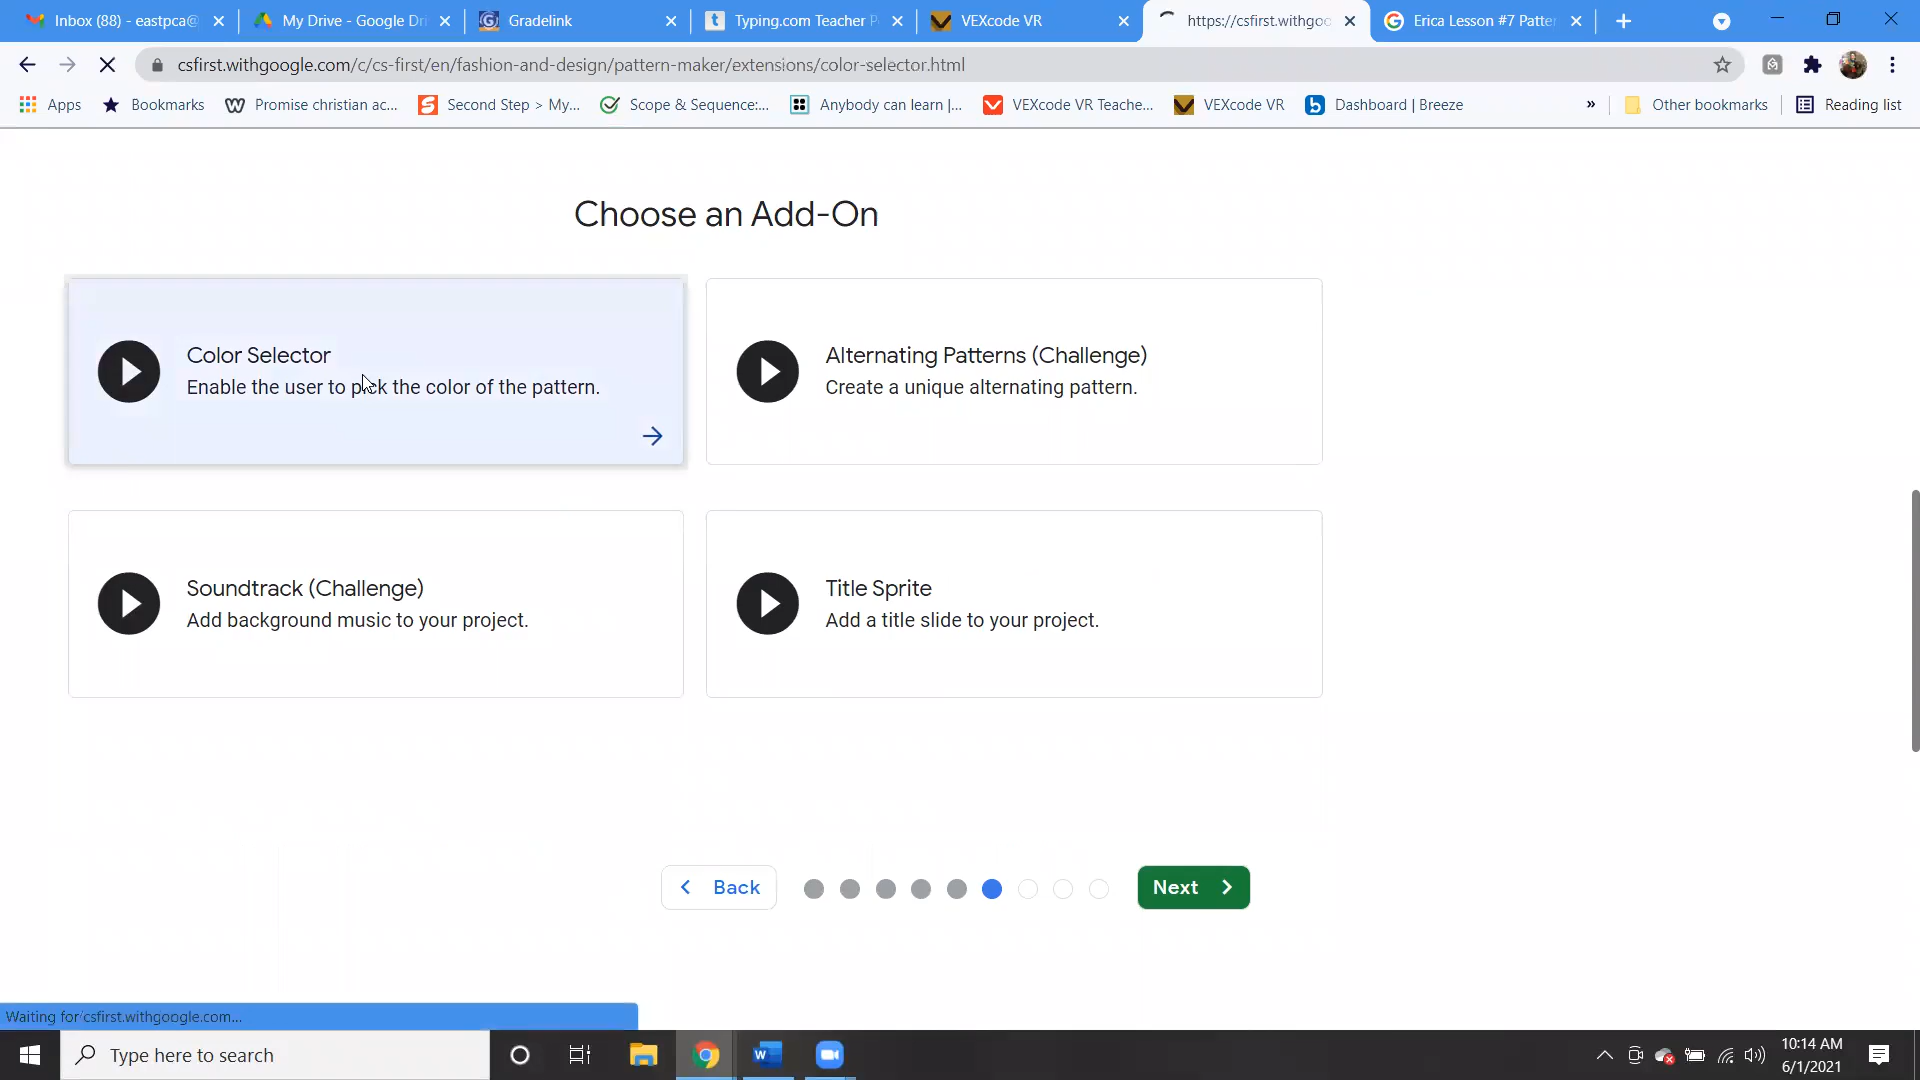 Inbox (88) - eastpca@
My Drive - Google Dri
Gradelink
Typing.com Teacher P
VEXcode VR
https://csfirst.withgoo
Erica Lesson #7 Patte
csfirst.withgoogle.com/c/cs-first/en/fashion-and-design/pattern-maker/extensions/color-selector.html
Apps
Bookmarks
Promise christian ac...
Second Step > My...
Scope & Sequence:...
Anybody can learn |...
VEXcode VR Teache...
VEXcode VR
Dashboard | Breeze
»
Other bookmarks
Reading list
Choose an Add-On
Color Selector
Enable the user to pick the color of the pattern.
Alternating Patterns (Challenge)
Create a unique alternating pattern.
Soundtrack (Challenge)
Add background music to your project.
Title Sprite
Add a title slide to your project.
Back
Next
Waiting for csfirst.withgoogle.com...
Type here to search
10:14 AM
6/1/2021